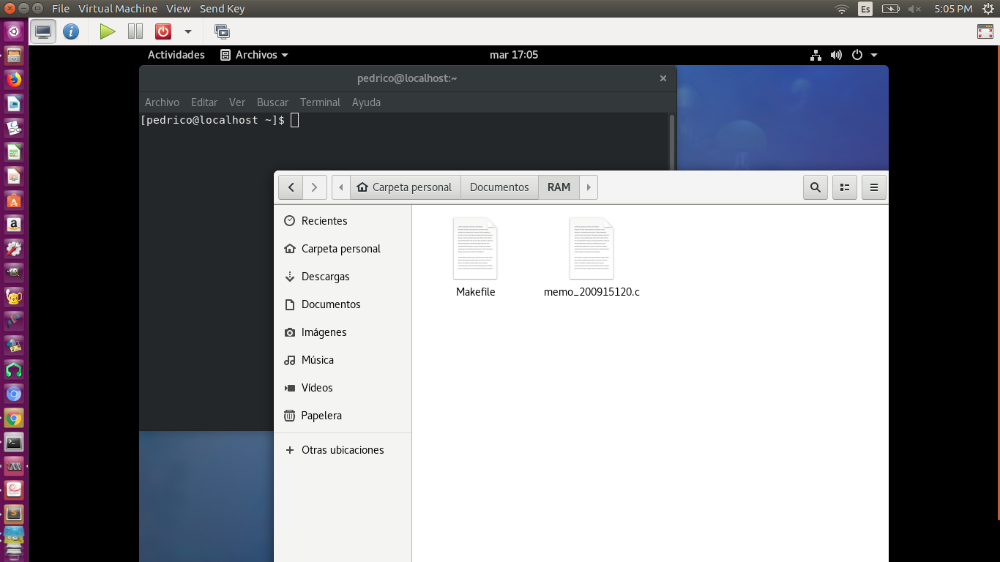 File Virtual Machine View Send Key
Es 5:05 PM
Actividades Archivos mar 17:05
pedrico@localhost:~
Archivo Editar Ver Buscar Terminal Ayuda
[pedrico@localhost ~]$
Carpeta personal Documentos RAM
Recientes
Carpeta personal
Descargas
Documentos
Imágenes
Música
Vídeos
Papelera
Otras ubicaciones
Makefile memo_200915120.c